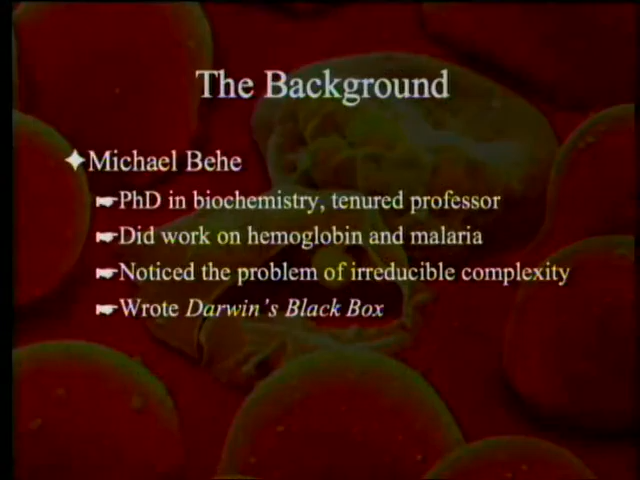 The Background
Michael Behe
PhD in biochemistry, tenured professor
Did work on hemoglobin and malaria
Noticed the problem of irreducible complexity
Wrote Darwin's Black Box